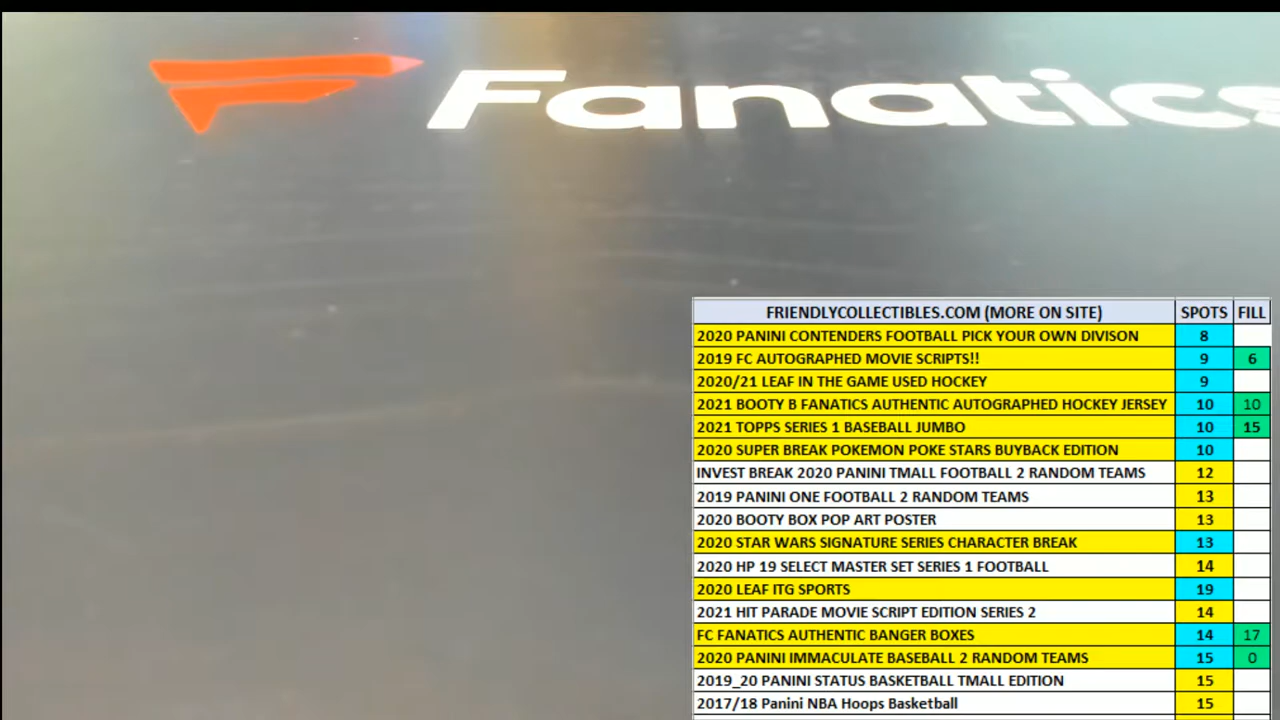 Fanatics
FRIENDLYCOLLECTIBLES.COM (MORE ON SITE) SPOTS FILL
2020 PANINI CONTENDERS FOOTBALL PICK YOUR OWN DIVISON 8
2019 FC AUTOGRAPHED MOVIE SCRIPTS!! 9 6
2020/21 LEAF IN THE GAME USED HOCKEY 9
2021 BOOTY B FANATICS AUTHENTIC AUTOGRAPHED HOCKEY JERSEY 10 10
2021 TOPPS SERIES 1 BASEBALL JUMBO 10 15
2020 SUPER BREAK POKEMON POKE STARS BUYBACK EDITION 10
INVEST BREAK 2020 PANINI TMALL FOOTBALL 2 RANDOM TEAMS 12
2019 PANINI ONE FOOTBALL 2 RANDOM TEAMS 13
2020 BOOTY BOX POP ART POSTER 13
2020 STAR WARS SIGNATURE SERIES CHARACTER BREAK 13
2020 HP 19 SELECT MASTER SET SERIES 1 FOOTBALL 14
2020 LEAF ITG SPORTS 19
2021 HIT PARADE MOVIE SCRIPT EDITION SERIES 2 14
FC FANATICS AUTHENTIC BANGER BOXES 14 17
2020 PANINI IMMACULATE BASEBALL 2 RANDOM TEAMS 15 0
2019_20 PANINI STATUS BASKETBALL TMALL EDITION 15
2017/18 Panini NBA Hoops Basketball 15